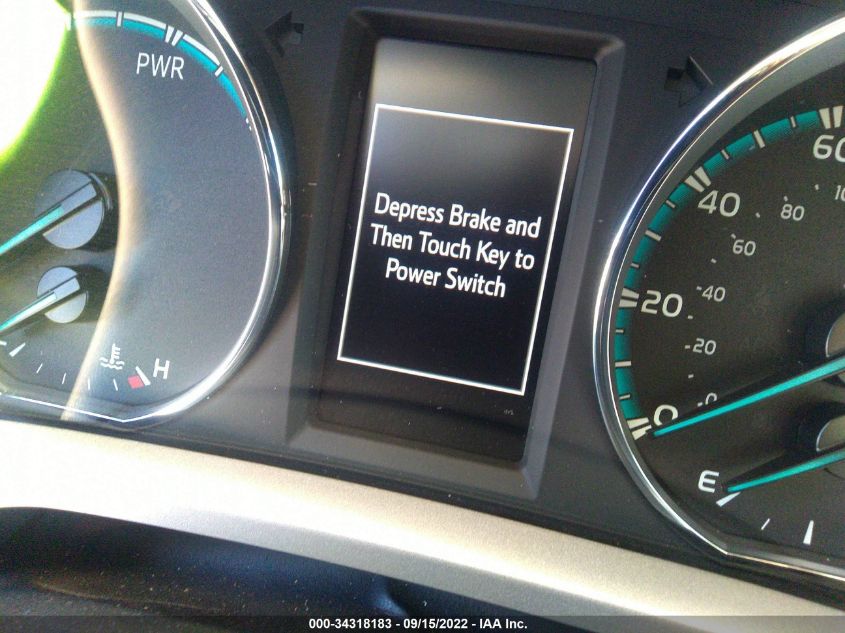 PWR
H
Depress Brake and
Then Touch Key to
Power Switch
60
40
20
0
80
60
40
20
0
E
000-34318183 - 09/15/2022 - IAA Inc.